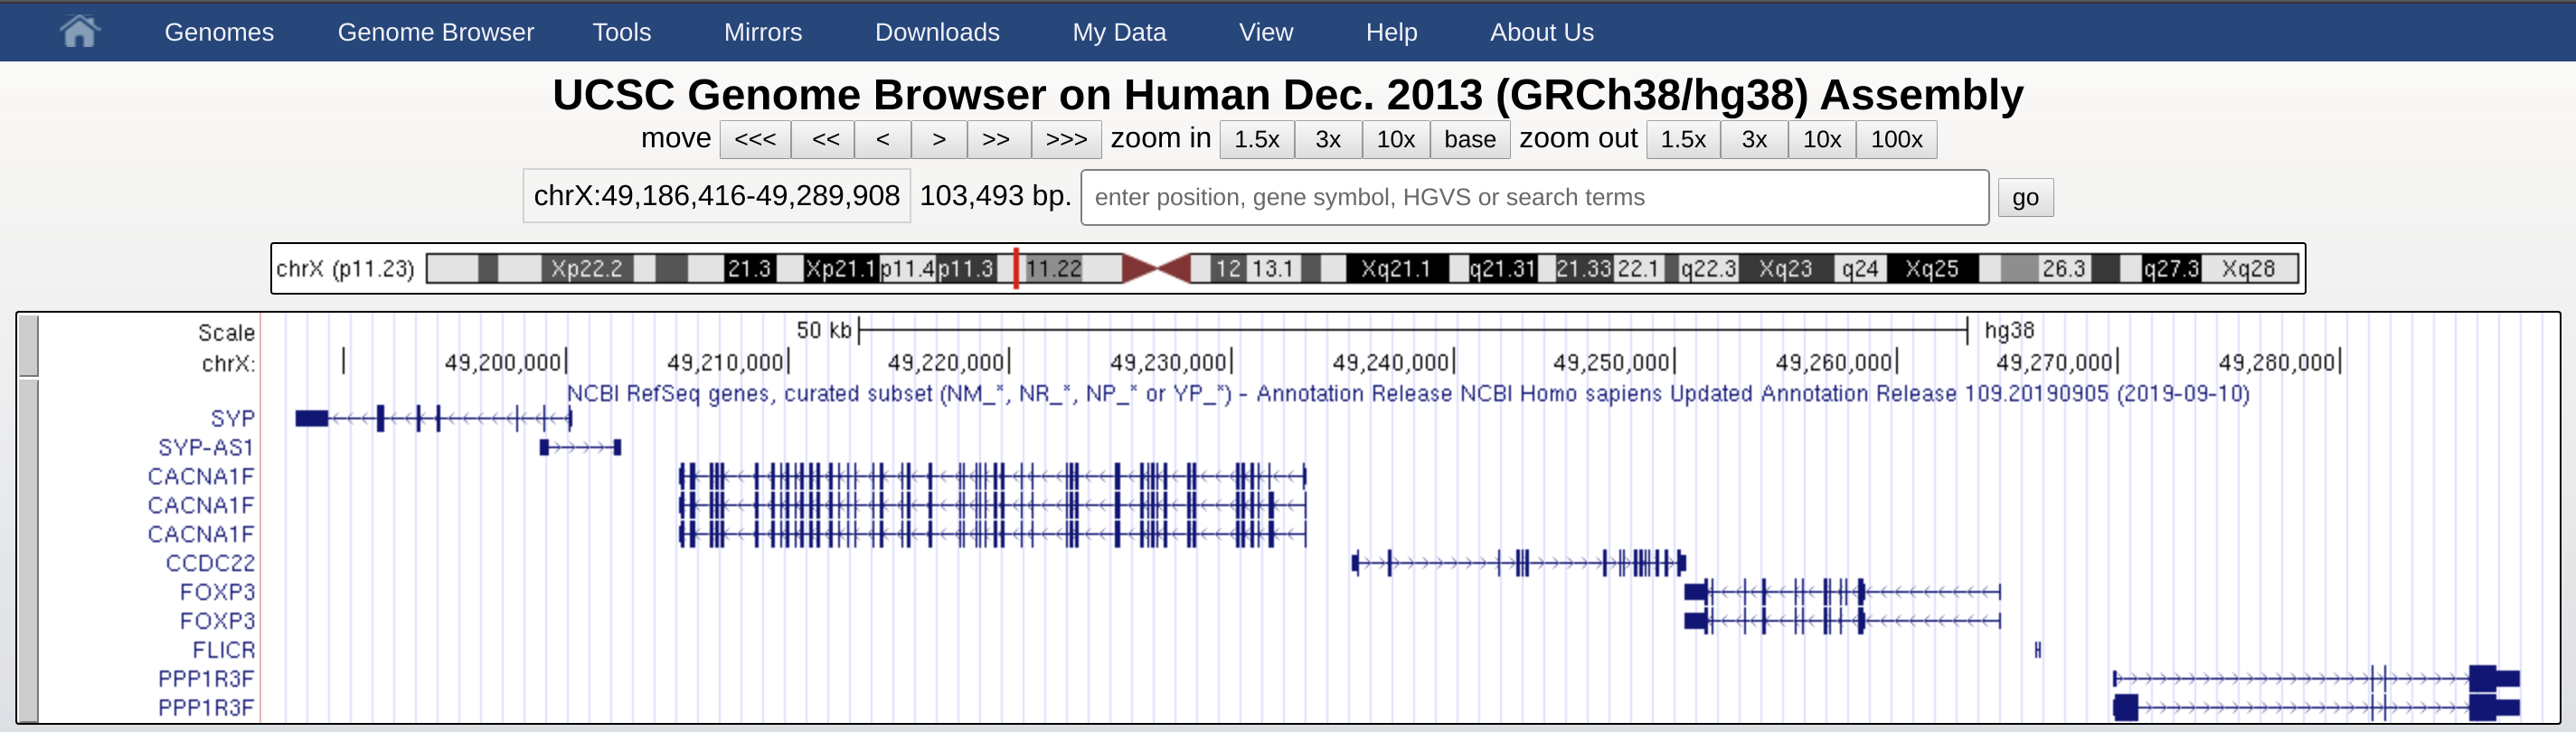 Genomes Genome Browser Tools Mirrors Downloads My Data View Help About Us
UCSC Genome Browser on Human Dec. 2013 (GRCh38/hg38) Assembly
move <<< << < > >> >>> zoom in 1.5x 3x 10x base zoom out 1.5x 3x 10x 100x
chrX:49,186,416-49,289,908 103,493 bp. enter position, gene symbol, HGVS or search terms go
chrX (p11.23) Xp22.2 21.3 Xp21.1 p11.4 p11.3 11.22 12 13.1 Xq21.1 q21.31 21.33 22.1 q22.3 Xq23 q24 Xq25 26.3 q27.3 Xq28
Scale 50 kb hg38
chrX: 49,200,000 49,210,000 49,220,000 49,230,000 49,240,000 49,250,000 49,260,000 49,270,000 49,280,000
NCBI RefSeq genes, curated subset (NM_*, NR_*, NP_* or YP_*) - Annotation Release NCBI Homo sapiens Updated Annotation Release 109.20190905 (2019-09-10)
SYP
SYP-AS1
CACNA1F
CACNA1F
CACNA1F
CCDC22
FOXP3
FOXP3
FLICR
PPP1R3F
PPP1R3F